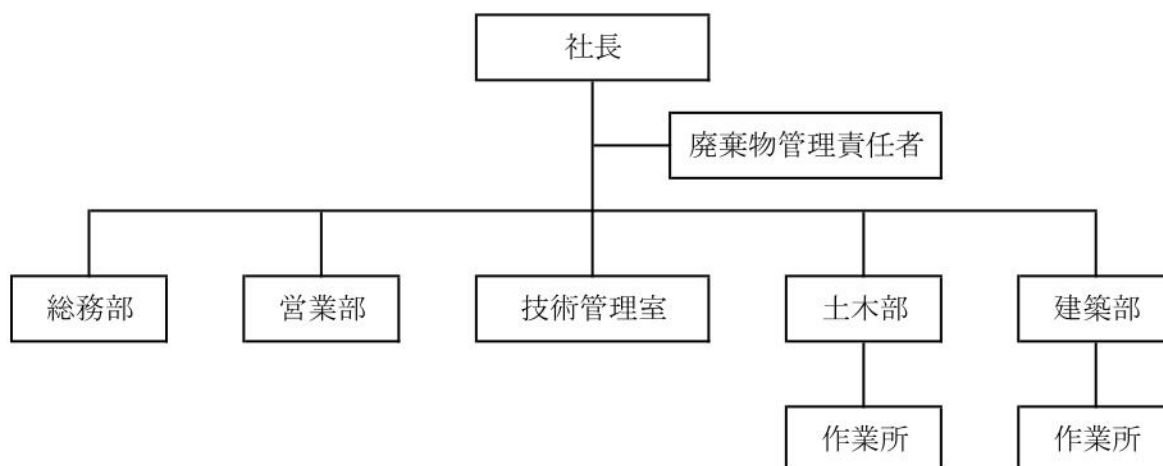 社長
廃棄物管理責任者
総務部
営業部
技術管理室
土木部
建築部
作業所
作業所